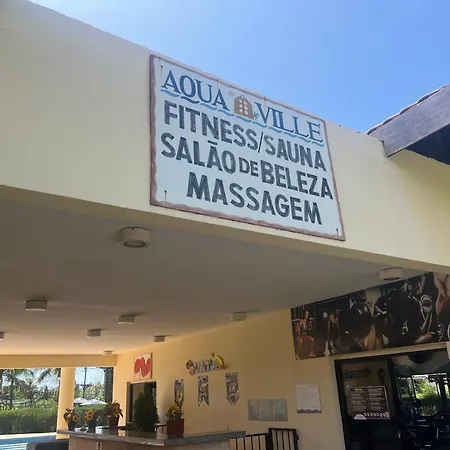 AQUA VILLE
FITNESS/SAUNA
SALÃO DE BELEZA
MASSAGEM